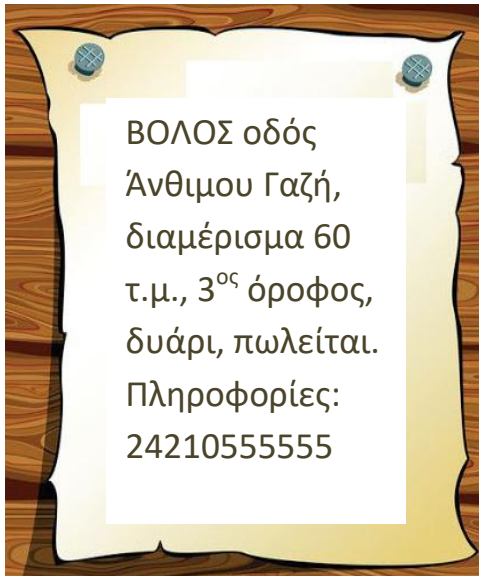 ΒΟΛΟΣ οδός
Άνθιμου Γαζή,
διαμέρισμα 60
τ.μ., 3ος όροφος,
δυάρι, πωλείται.
Πληροφορίες:
24210555555